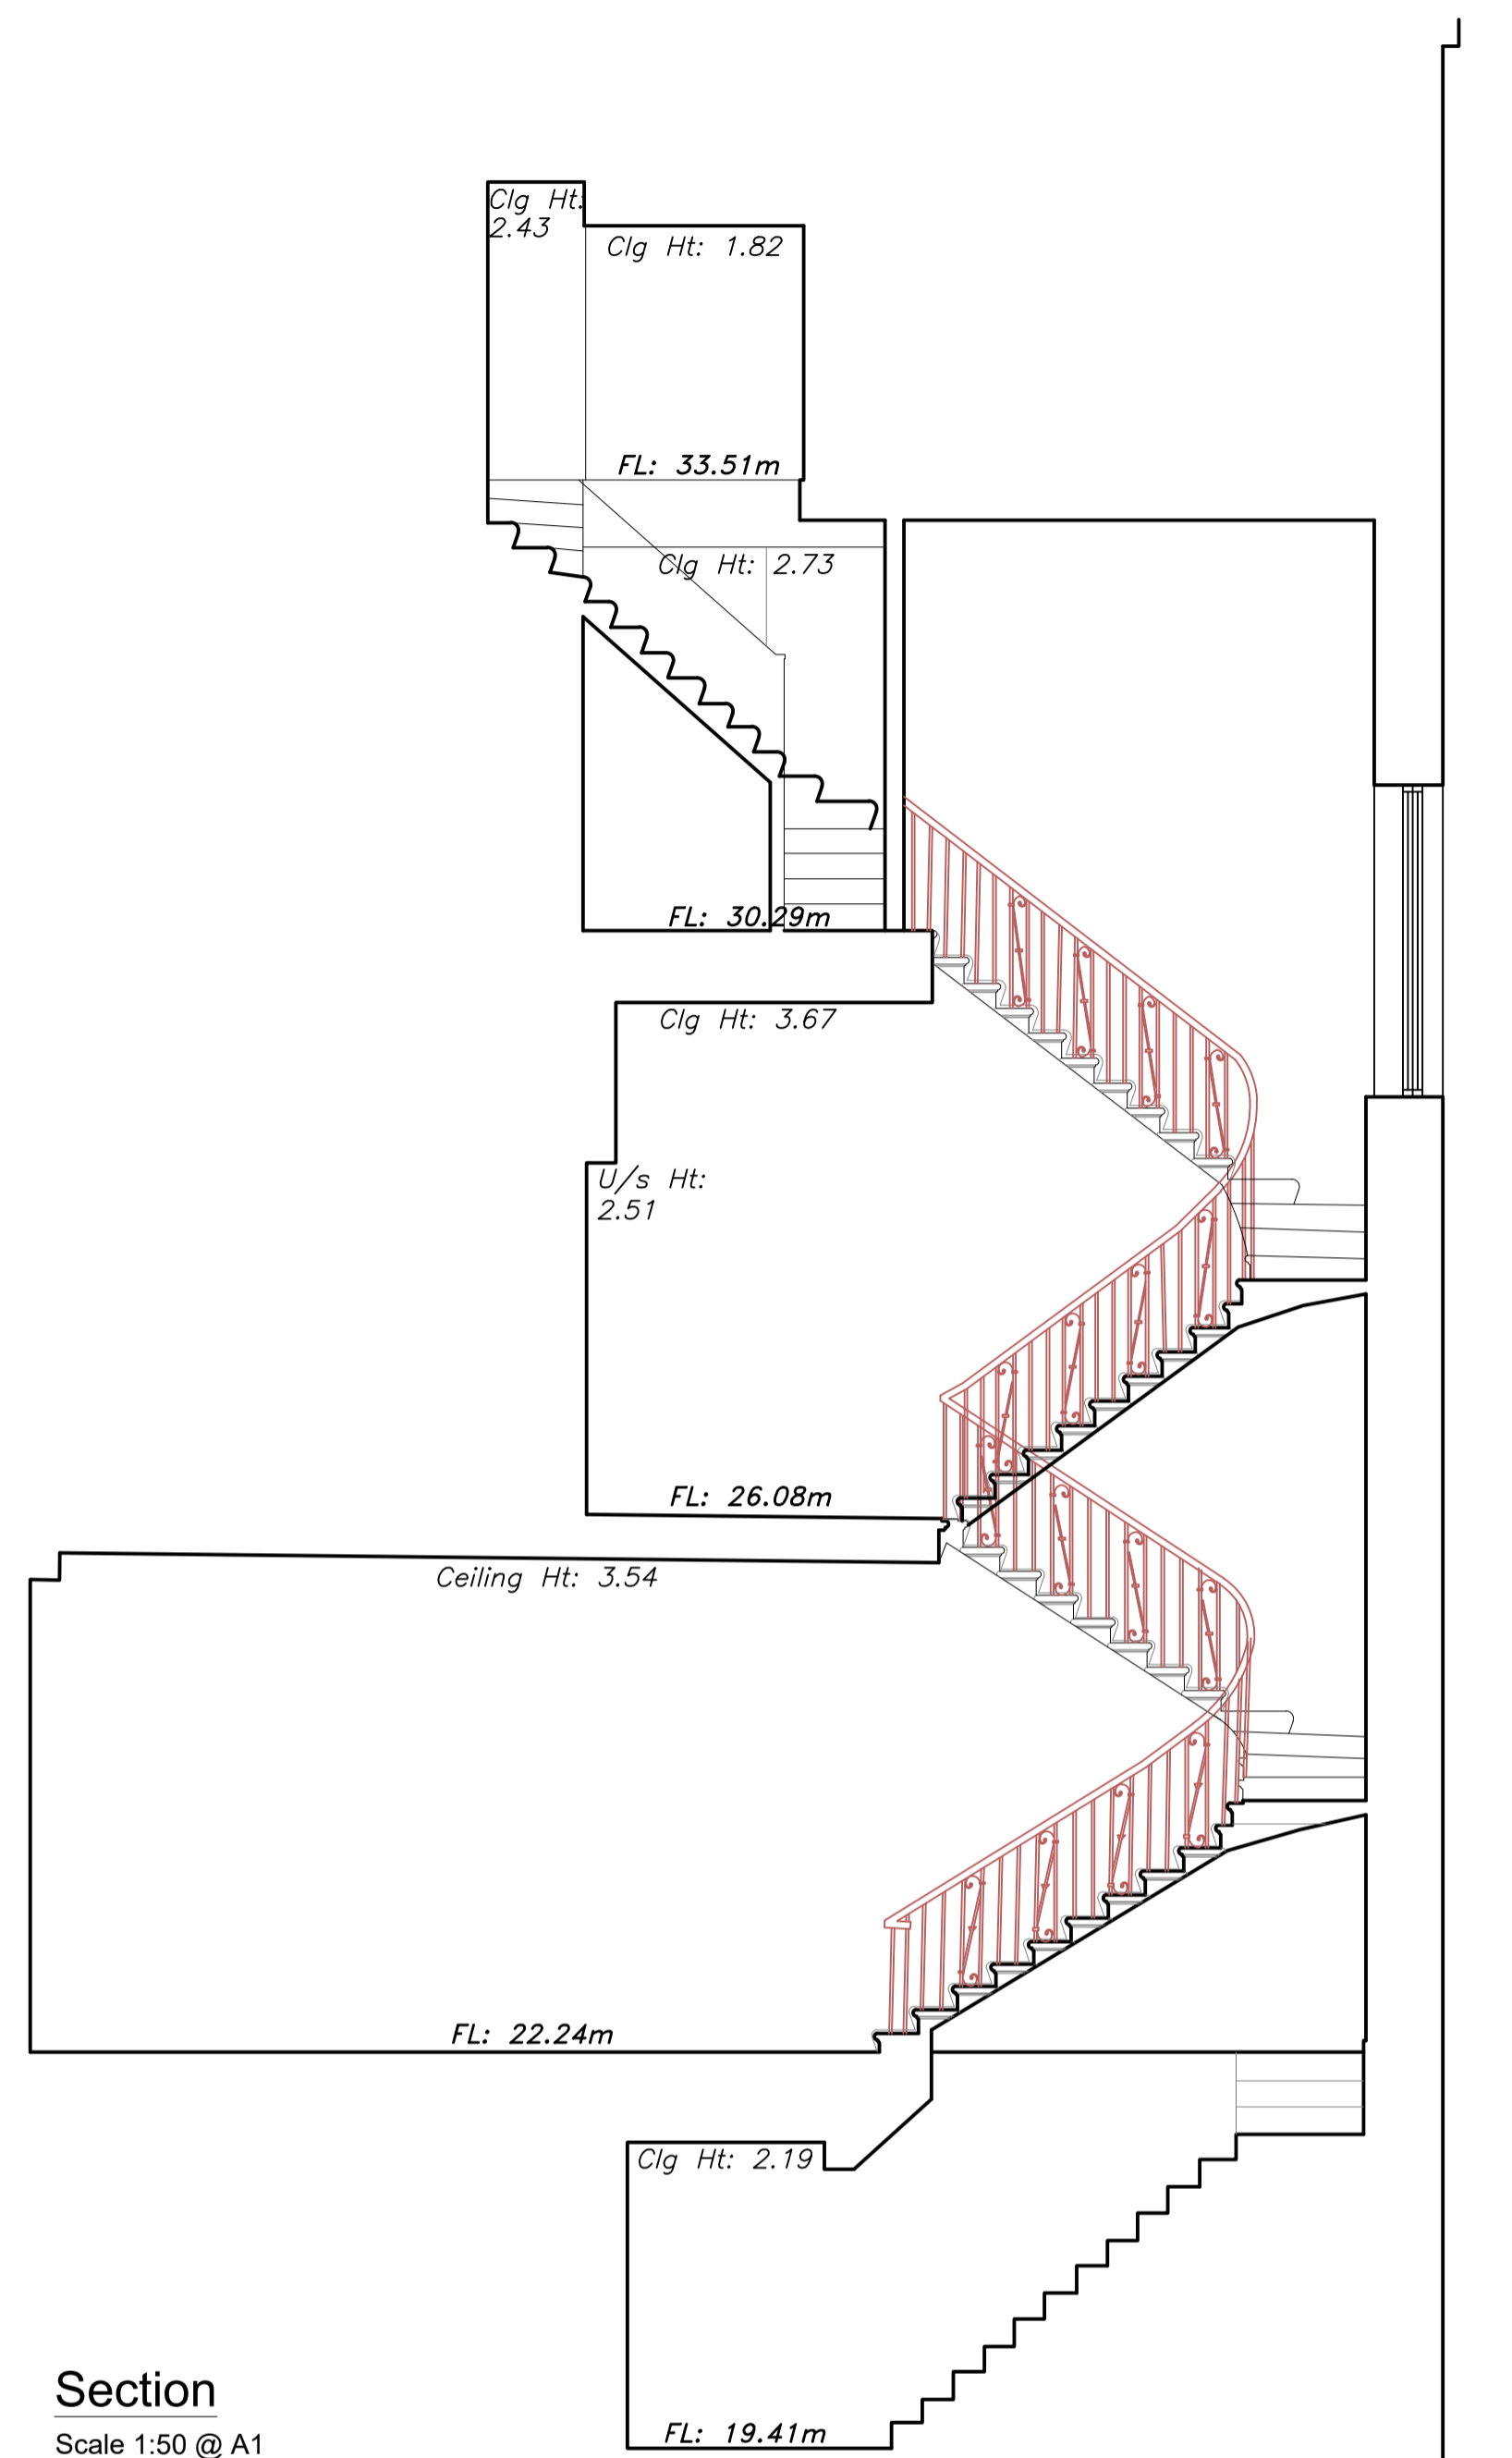 Clg Ht:
2.43
Clg Ht: 1.82
FL: 33.51m
Clg Ht: 2.73
FL: 30.29m
Clg Ht: 3.67
U/s Ht:
2.51
FL: 26.08m
Ceiling Ht: 3.54
FL: 22.24m
Clg Ht: 2.19
FL: 19.41m
Section
Scale 1:50 @ A1